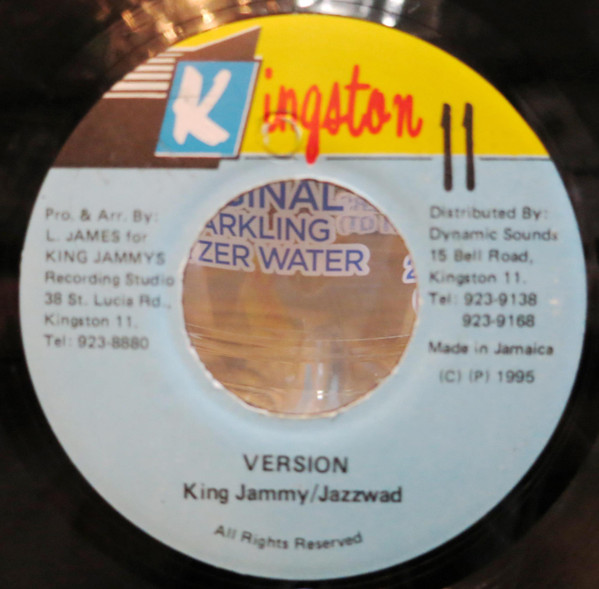 Kingston 11
Pro. & Arr. By:
L. JAMES for
KING JAMMYS
Recording Studio
38 St. Lucia Rd.,
Kingston 11.
Tel: 923-8880
Distributed By:
Dynamic Sounds
15 Bell Road,
Kingston 11.
Tel: 923-9138
923-9168
Made in Jamaica
(C) (P) 1995
GINAL
ARKLING
ZER WATER
VERSION
King Jammy/Jazzwad
All Rights Reserved